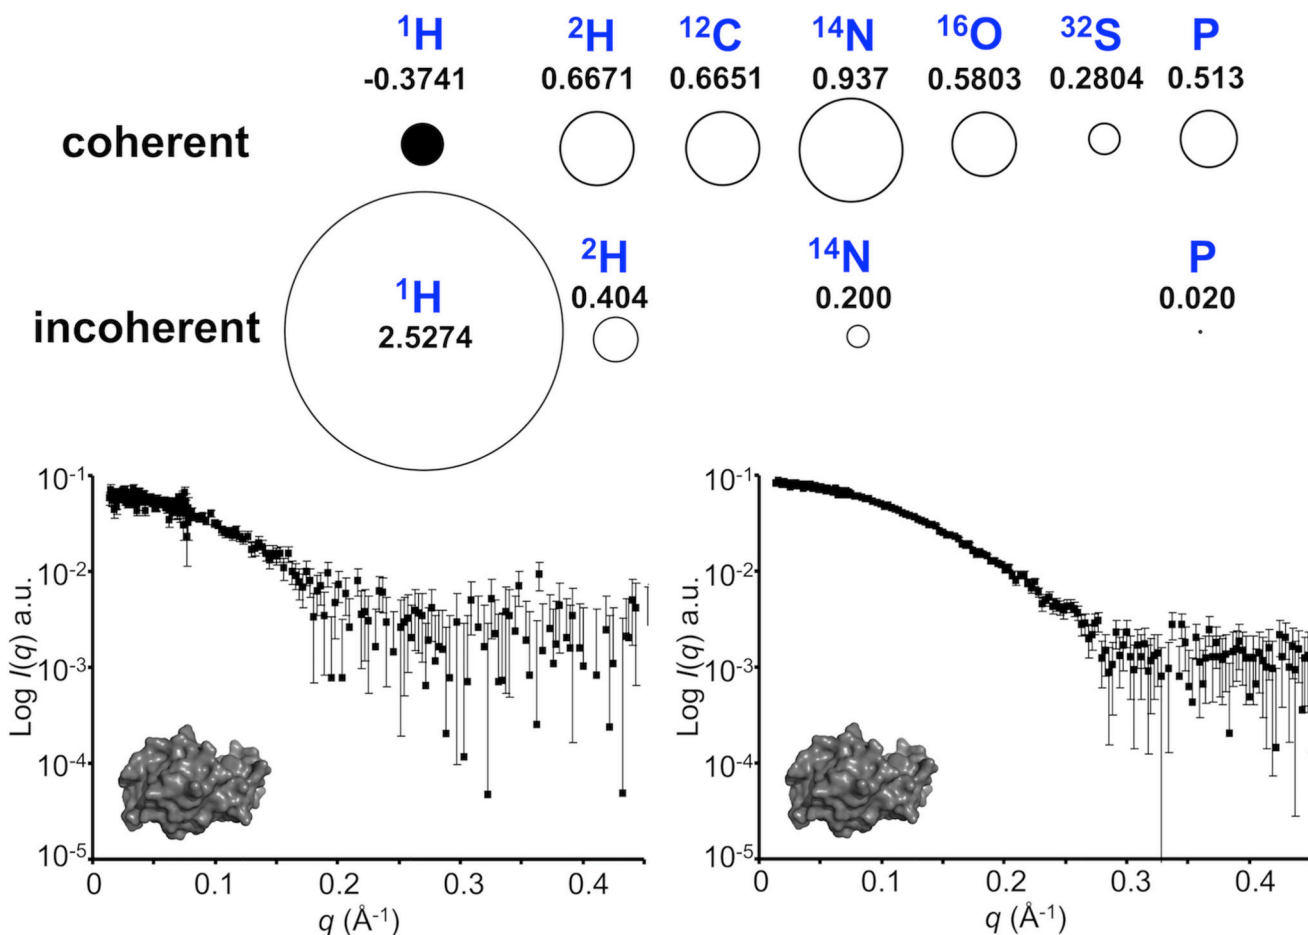 ¹H ²H ¹²C ¹⁴N ¹⁶O ³²S P
-0.3741 0.6671 0.6651 0.937 0.5803 0.2804 0.513
coherent
²H ¹⁴N P
0.404 0.200 0.020
¹H
incoherent 2.5274
10⁻¹
10⁻²
10⁻³
10⁻⁴
10⁻⁵
Log I(q) a.u.
0 0.1 0.2 0.3 0.4
q (Å⁻¹)
10⁻¹
10⁻²
10⁻³
10⁻⁴
10⁻⁵
Log I(q) a.u.
0 0.1 0.2 0.3 0.4
q (Å⁻¹)